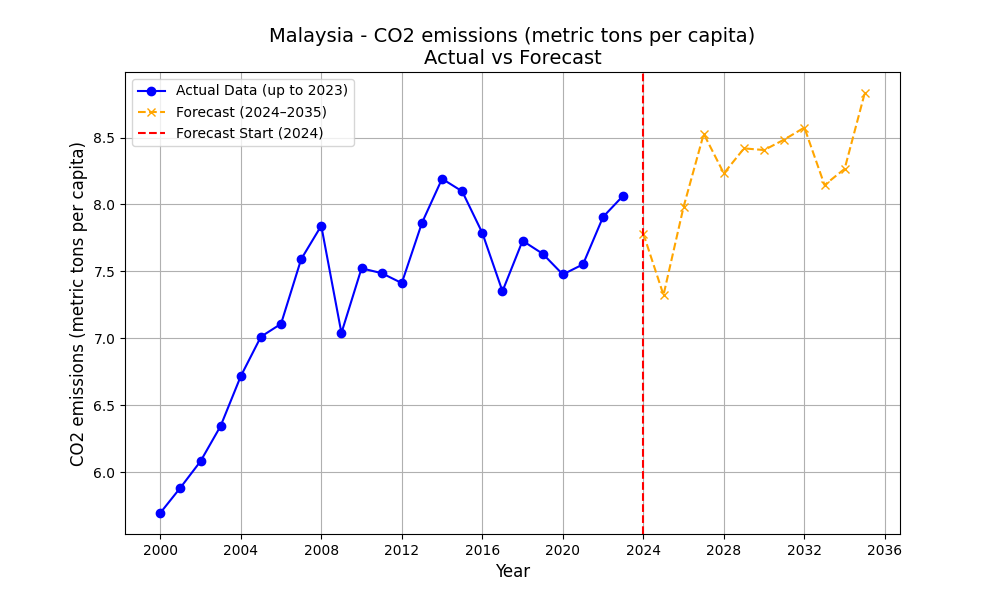 Malaysia - CO2 emissions (metric tons per capita)
Actual vs Forecast
Actual Data (up to 2023)
Forecast (2024–2035)
Forecast Start (2024)
CO2 emissions (metric tons per capita)
8.5
8.0
7.5
7.0
6.5
6.0
2000 2004 2008 2012 2016 2020 2024 2028 2032 2036
Year